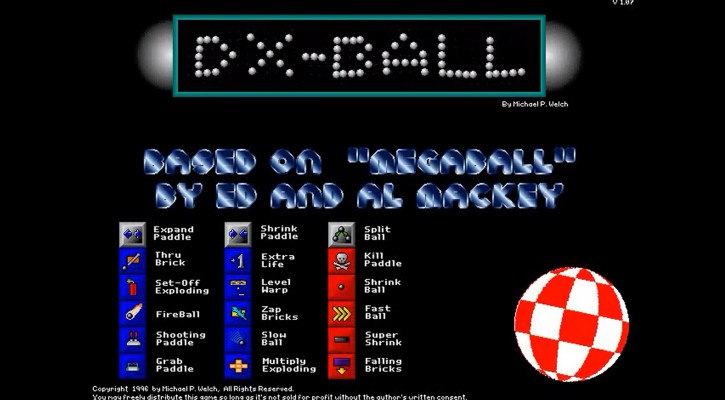 V 1.07
DX-BALL
By Michael P. Welch
BASED ON "MEGABALL"
BY ED AND AL MACKEY
Expand Paddle
Shrink Paddle
Split Ball
Thru Brick
+1
Extra Life
Kill Paddle
Set-Off Exploding
Level Warp
Shrink Ball
FireBall
Zap Bricks
Fast Ball
Shooting Paddle
Slow Ball
Super Shrink
Grab Paddle
Multiply Exploding
Falling Bricks
Copyright 1996 by Michael P. Welch, All Rights Reserved.
You may freely distribute this game so long as it's not sold for profit without the author's written consent.